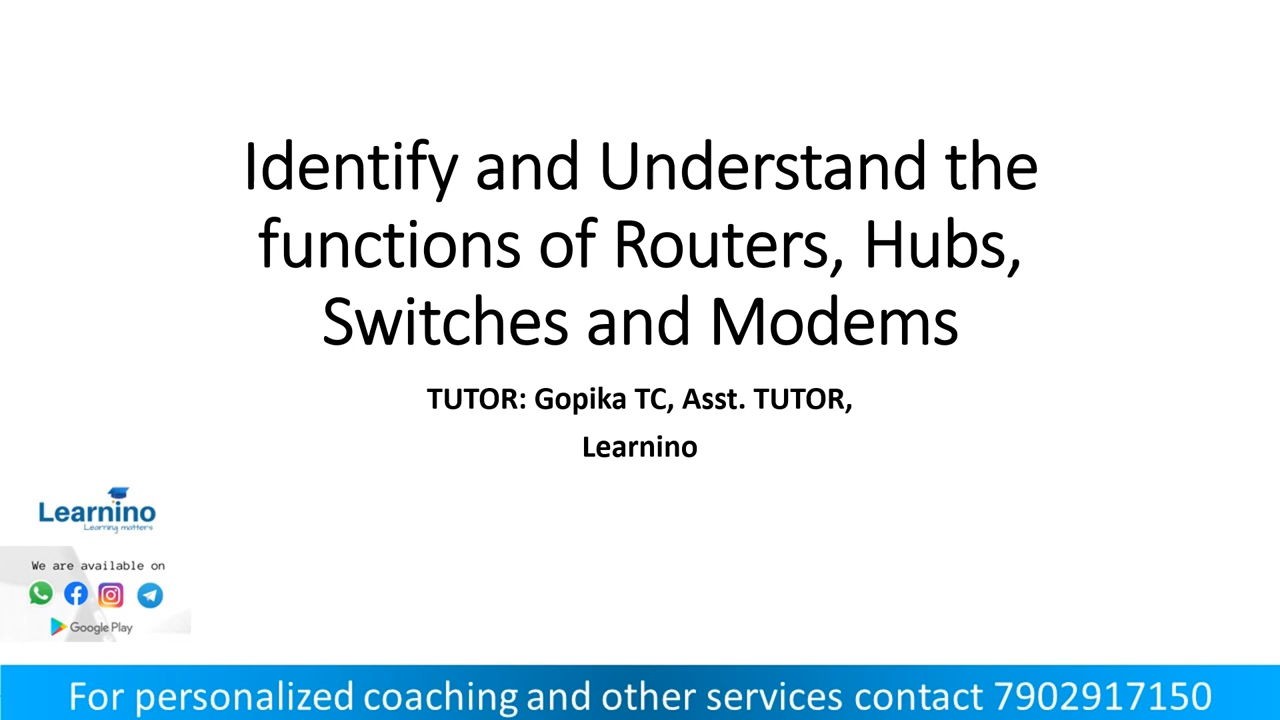 Identify and Understand the
functions of Routers, Hubs,
Switches and Modems
TUTOR: Gopika TC, Asst. TUTOR,
Learnino
Learnino
Learning matters
We are available on
Google Play
For personalized coaching and other services contact 7902917150